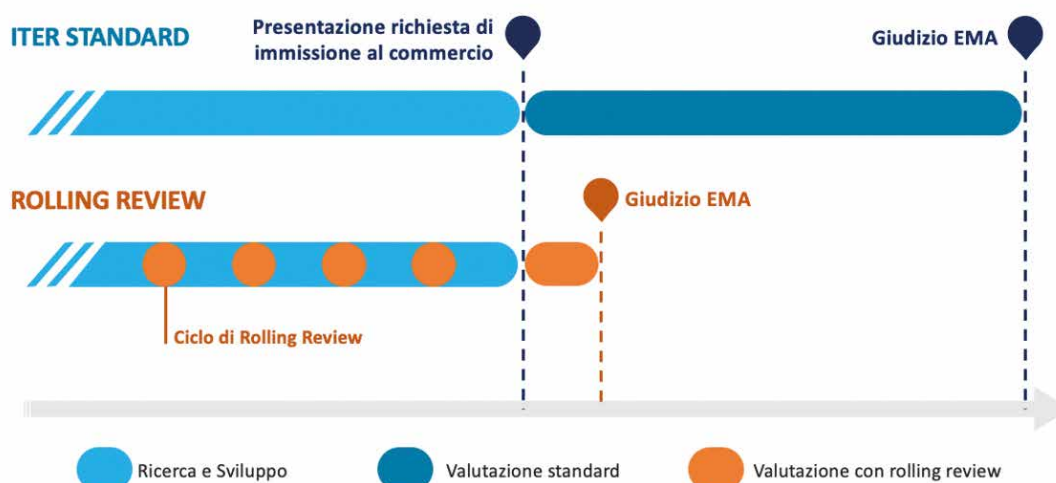 ITER STANDARD
Presentazione richiesta di
immissione al commercio
Giudizio EMA
ROLLING REVIEW
Giudizio EMA
Ciclo di Rolling Review
Ricerca e Sviluppo
Valutazione standard
Valutazione con rolling review